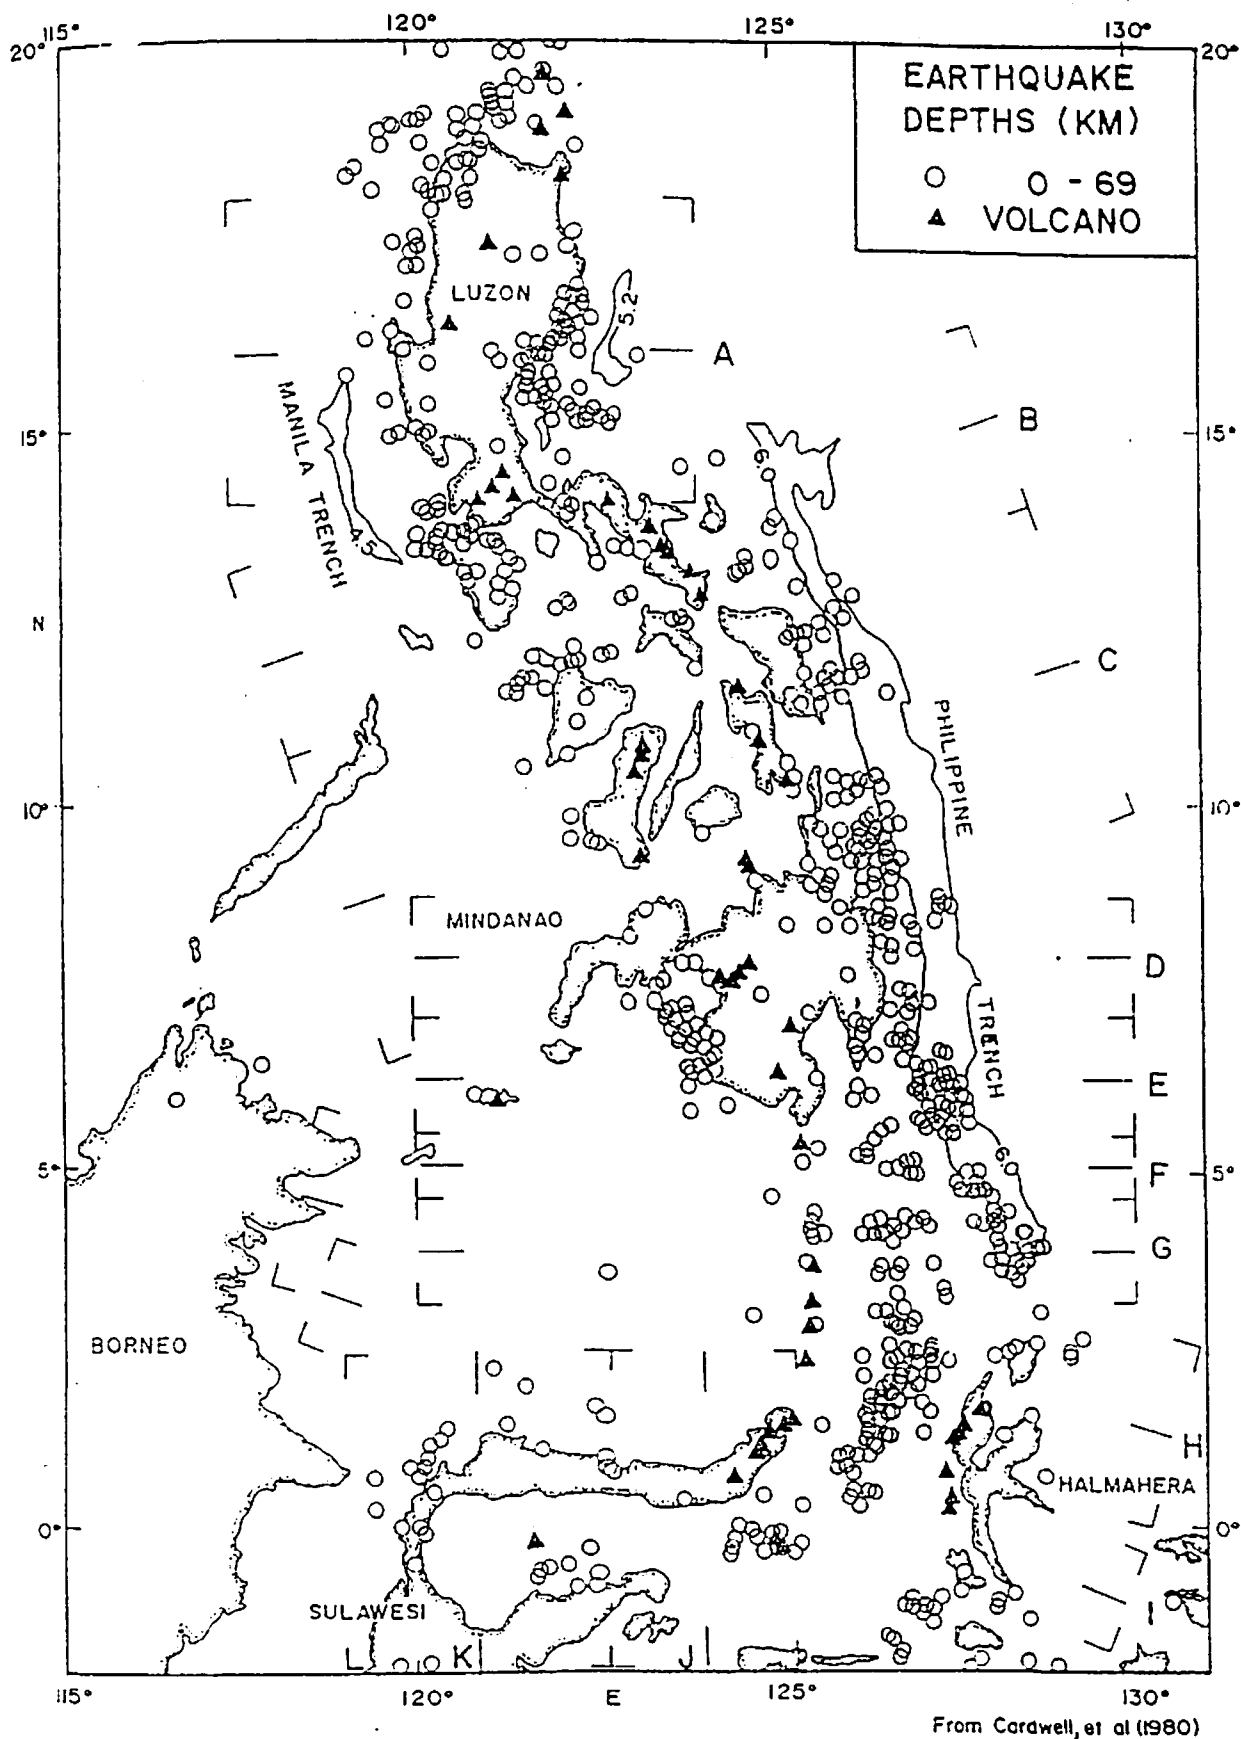 115° 120° 125° 130°
20° 20°
EARTHQUAKE
DEPTHS (KM)
0 - 69
VOLCANO
LUZON
5.2
A
B
MANILA TRENCH
4.5
15° 15°
6.
N
C
PHILIPPINE
TRENCH
10° 10°
MINDANAO
D
E
6.
5° 5°
F
G
BORNEO
H
HALMAHERA
0° 0°
SULAWESI
I
K J
115° 120° E 125° 130°
From Cardwell, et al (1980)